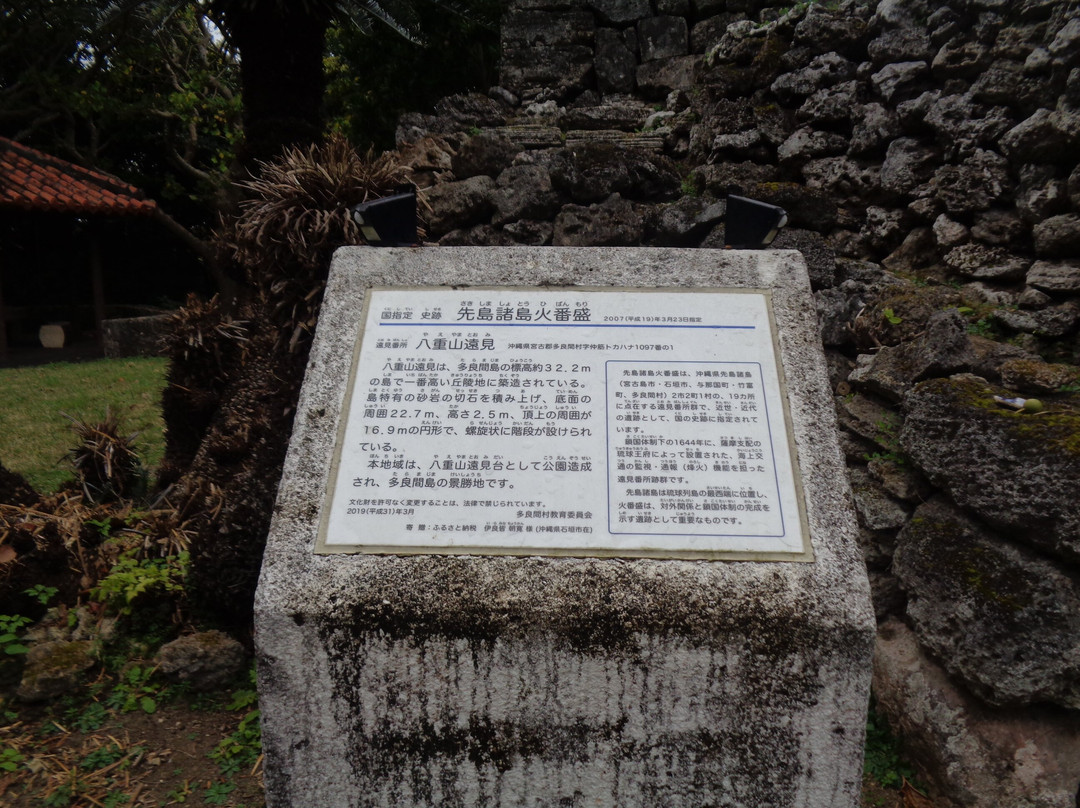 国指定 史跡 先島諸島火番盛 2007(平成19)年3月23日指定
遠見番所 八重山遠見 沖縄県宮古郡多良間村字仲筋トカハナ1097番の1
八重山遠見は、多良間島の標高約32.2m
の島で一番高い丘陵地に築造されている。
島特有の砂岩の切石を積み上げ、底面の
周囲22.7m、高さ2.5m、頂上の周囲が
16.9mの円形で、螺旋状に階段が設けられ
ている。
本地域は、八重山遠見台として公園造成
され、多良間島の景勝地です。
文化財を許可なく変更することは、法律で禁じられています。
2019(平成31)年3月 多良間村教育委員会
寄 贈：ふるさと納税 伊良皆 朝寛 様 (沖縄県石垣市在)
先島諸島火番盛は、沖縄県先島諸島
（宮古島市・石垣市、与那国町・竹富
町、多良間村）2市2町1村の、19カ所
に点在する遠見番所群で、近世・近代
の遺跡として、国の史跡に指定されて
います。
鎖国体制下の1644年に、薩摩支配の
琉球王府によって設置された、海上交
通の監視・通報（烽火）機能を担った
遠見番所跡群です。
先島諸島は琉球列島の最西端に位置し、
火番盛は、対外関係と鎖国体制の完成を
示す遺跡として重要なものです。